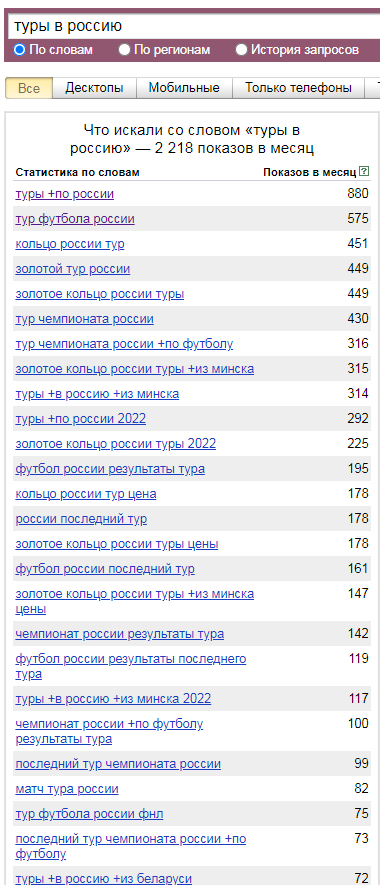 туры в россию
По словам По регионам История запросов
Все Десктопы Мобильные Только телефоны
Что искали со словом «туры в
россию» — 2 218 показов в месяц
Статистика по словам Показов в месяц ?
туры +по россии 880
тур футбола россии 575
кольцо россии тур 451
золотой тур россии 449
золотое кольцо россии туры 449
тур чемпионата россии 430
тур чемпионата россии +по футболу 316
золотое кольцо россии туры +из минска 315
туры +в россию +из минска 314
туры +по россии 2022 292
золотое кольцо россии туры 2022 225
футбол россии результаты тура 195
кольцо россии тур цена 178
россии последний тур 178
золотое кольцо россии туры цены 178
футбол россии последний тур 161
золотое кольцо россии туры +из минска 147
цены
чемпионат россии результаты тура 142
футбол россии результаты последнего 119
тура
туры +в россию +из минска 2022 117
чемпионат россии +по футболу 100
результаты тура
последний тур чемпионата россии 99
матч тура россии 82
тур футбола россии фнл 75
последний тур чемпионата россии +по 73
футболу
туры +в россию +из беларуси 72